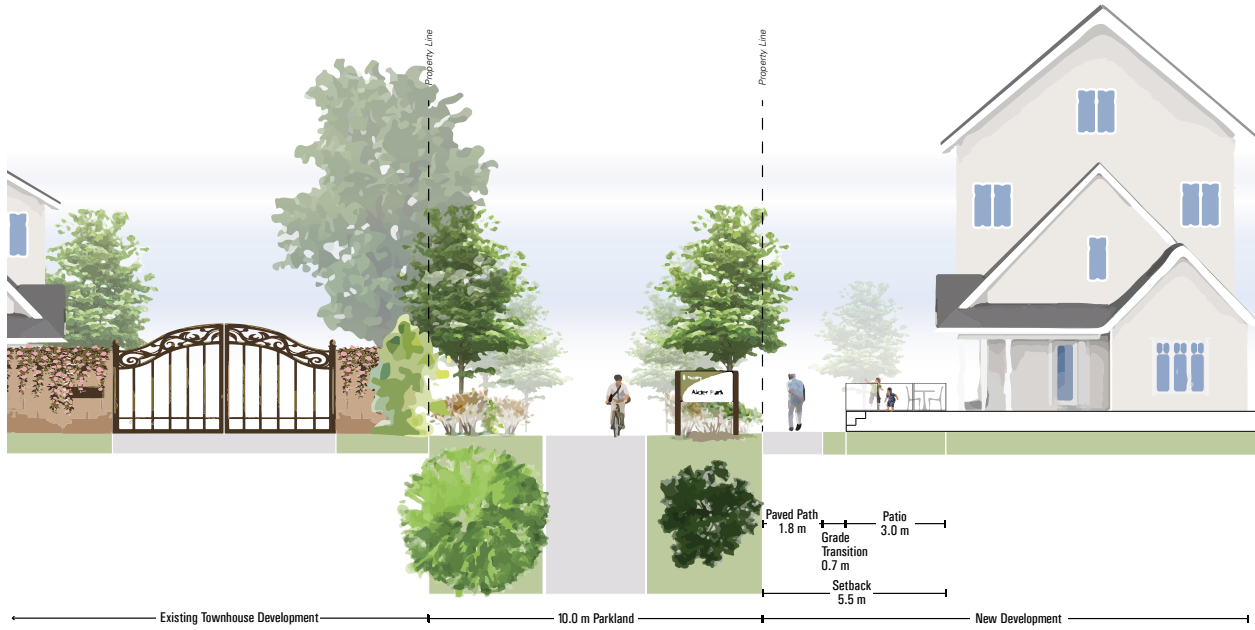 Property Line
Property Line
Alder Park
Paved Path
1.8 m
Grade
Transition
0.7 m
Patio
3.0 m
Setback
5.5 m
Existing Townhouse Development
10.0 m Parkland
New Development